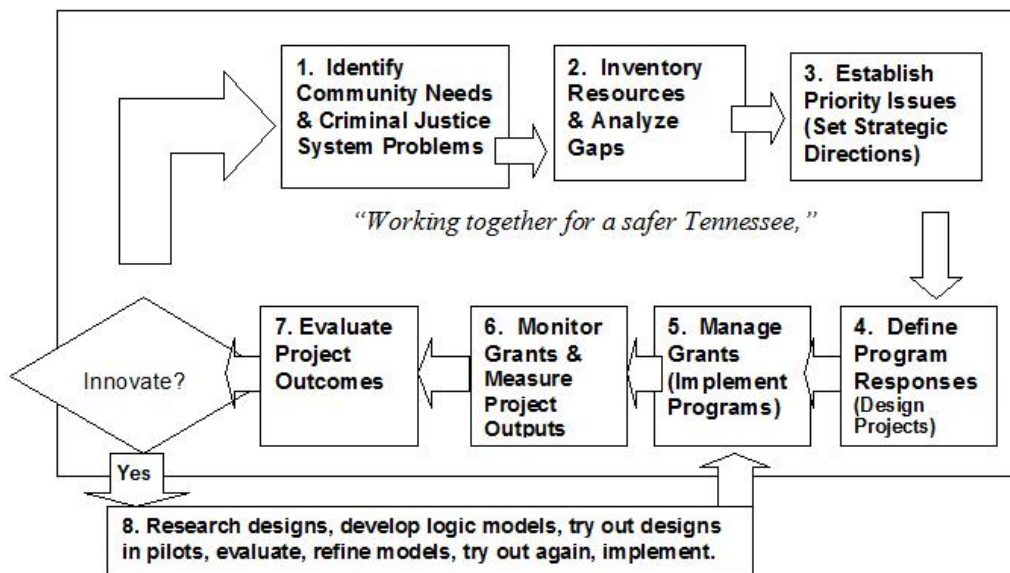 1. Identify
Community Needs
& Criminal Justice
System Problems
2. Inventory
Resources
& Analyze
Gaps
3. Establish
Priority Issues
(Set Strategic
Directions)
“Working together for a safer Tennessee,”
4. Define
Program
Responses
(Design
Projects)
5. Manage
Grants
(Implement
Programs)
6. Monitor
Grants &
Measure
Project
Outputs
7. Evaluate
Project
Outcomes
Innovate?
Yes
8. Research designs, develop logic models, try out designs
in pilots, evaluate, refine models, try out again, implement.